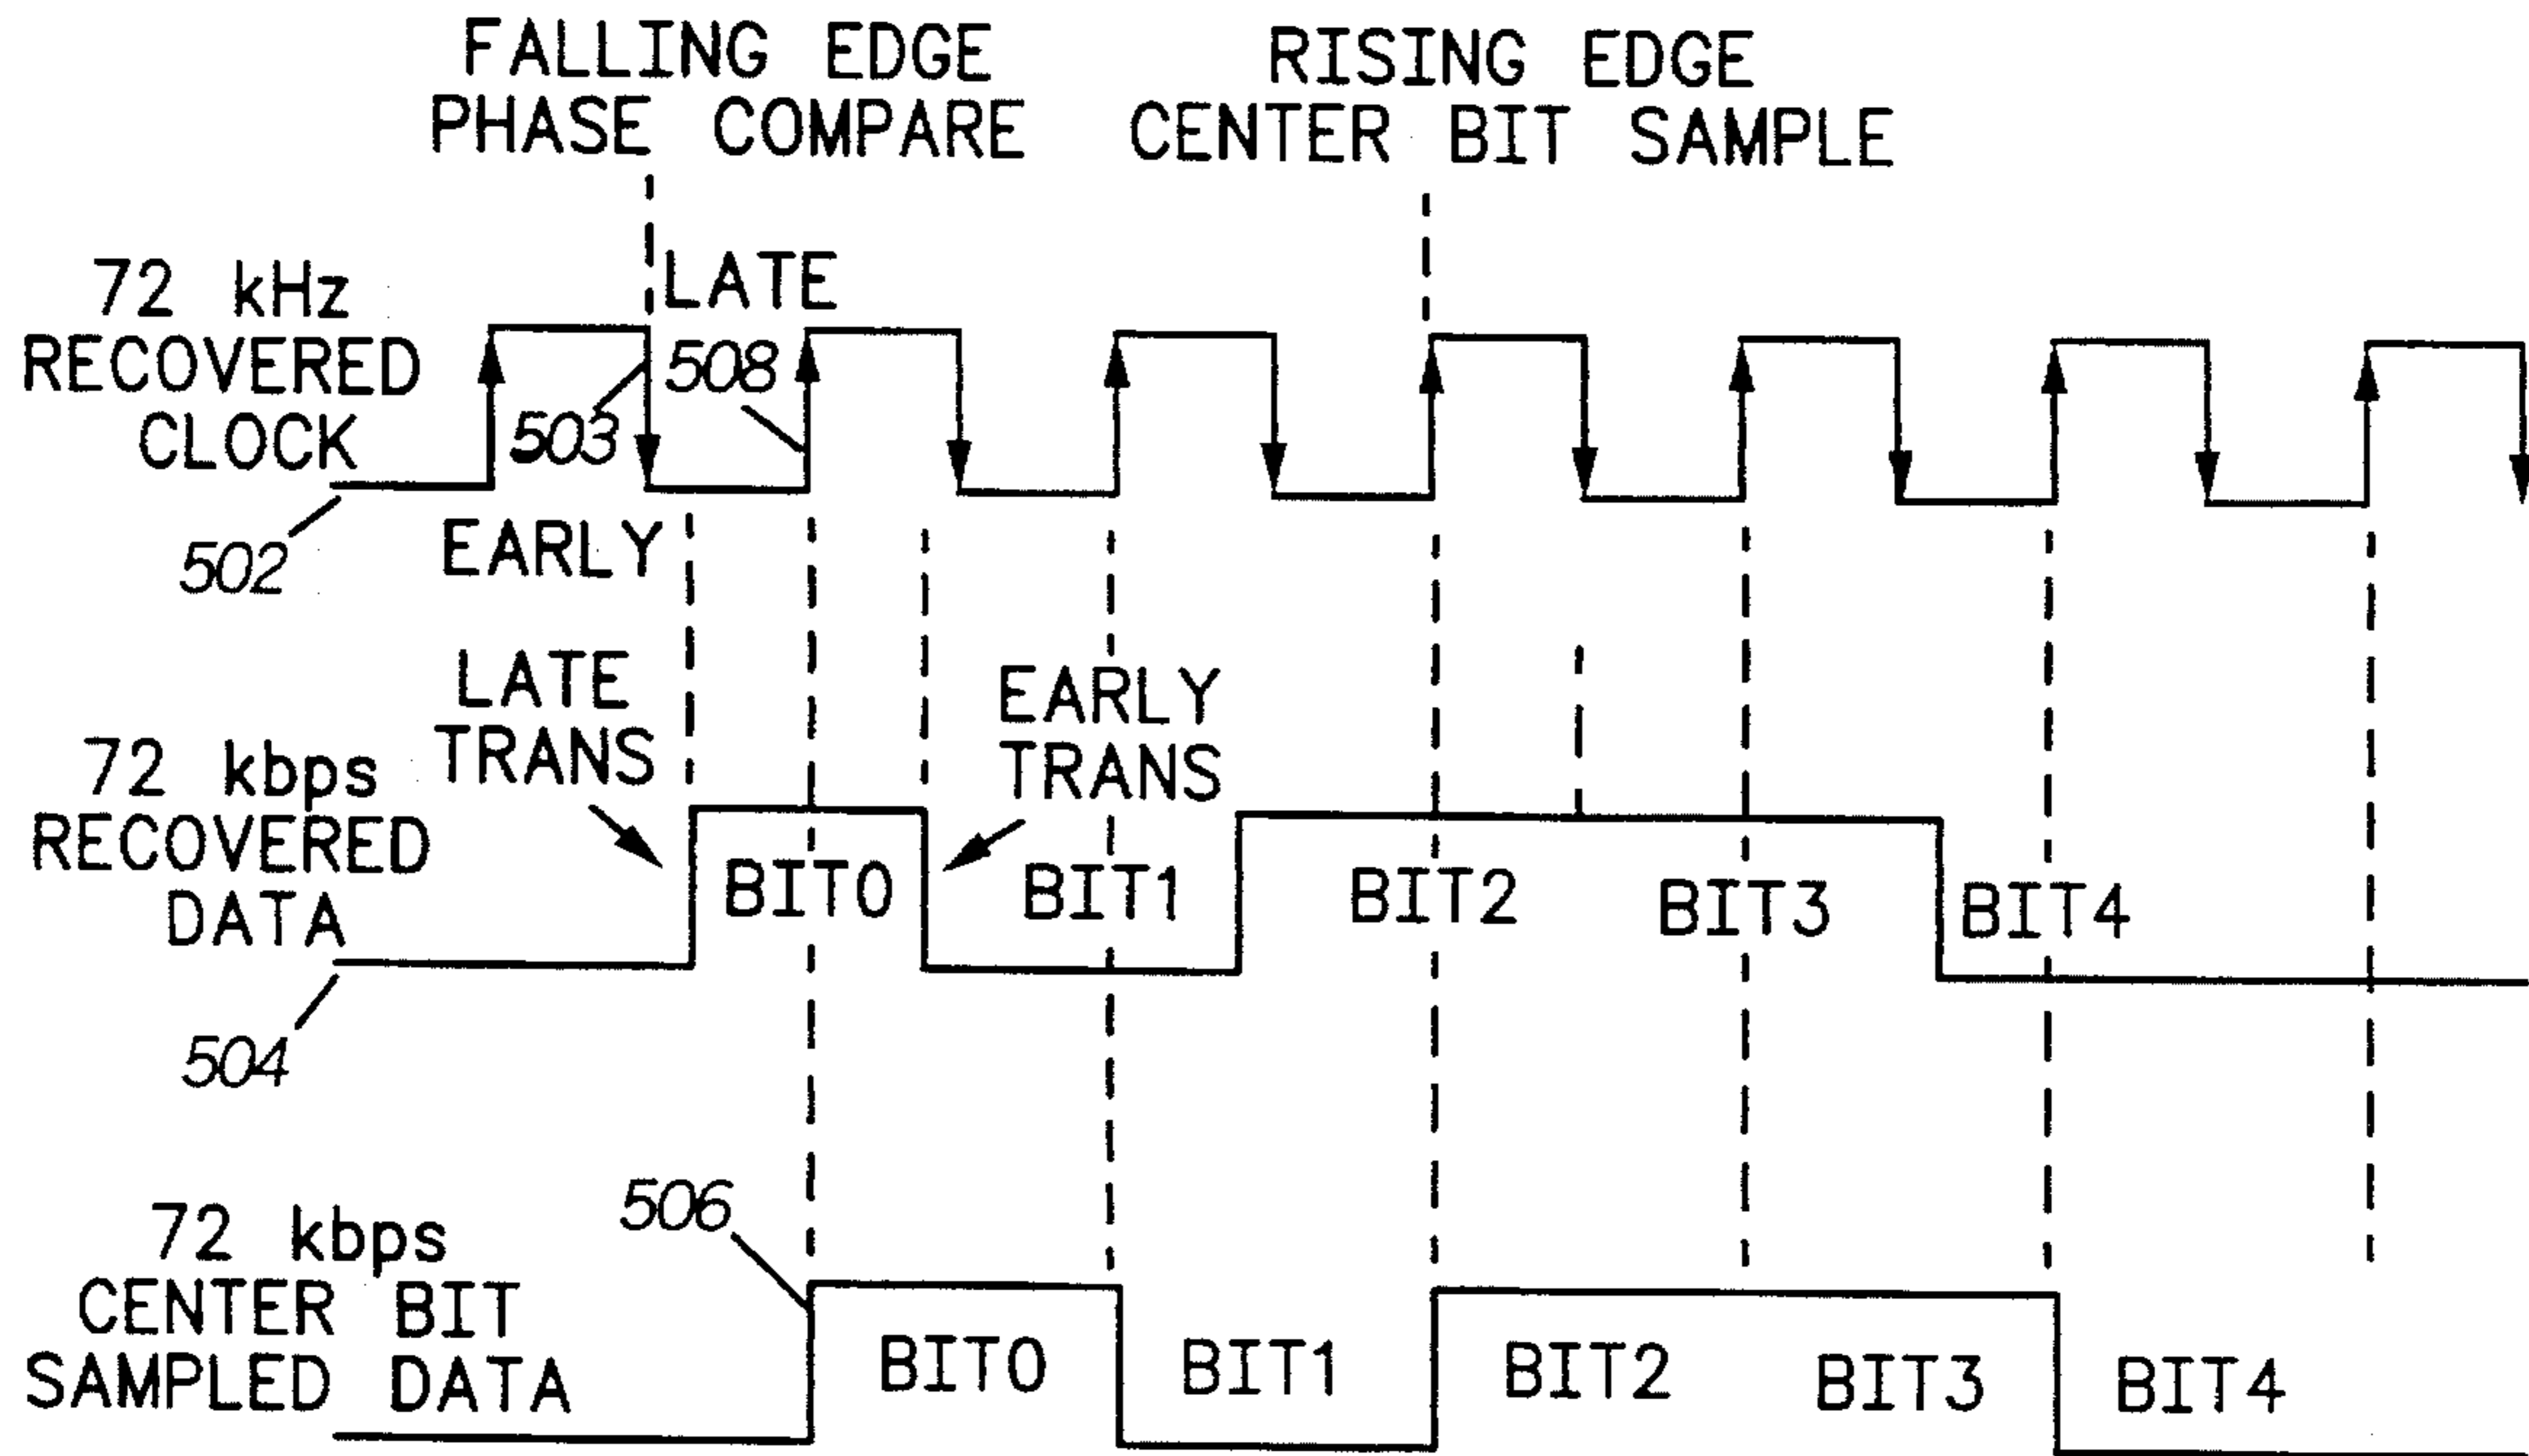 FALLING EDGE
PHASE COMPARE
RISING EDGE
CENTER BIT SAMPLE
72 kHz
RECOVERED
CLOCK
LATE
503
508
502
EARLY
LATE
TRANS
EARLY
TRANS
72 kbps
RECOVERED
DATA
BIT0
BIT1
BIT2
BIT3
BIT4
504
506
72 kbps
CENTER BIT
SAMPLED DATA
BIT0
BIT1
BIT2
BIT3
BIT4